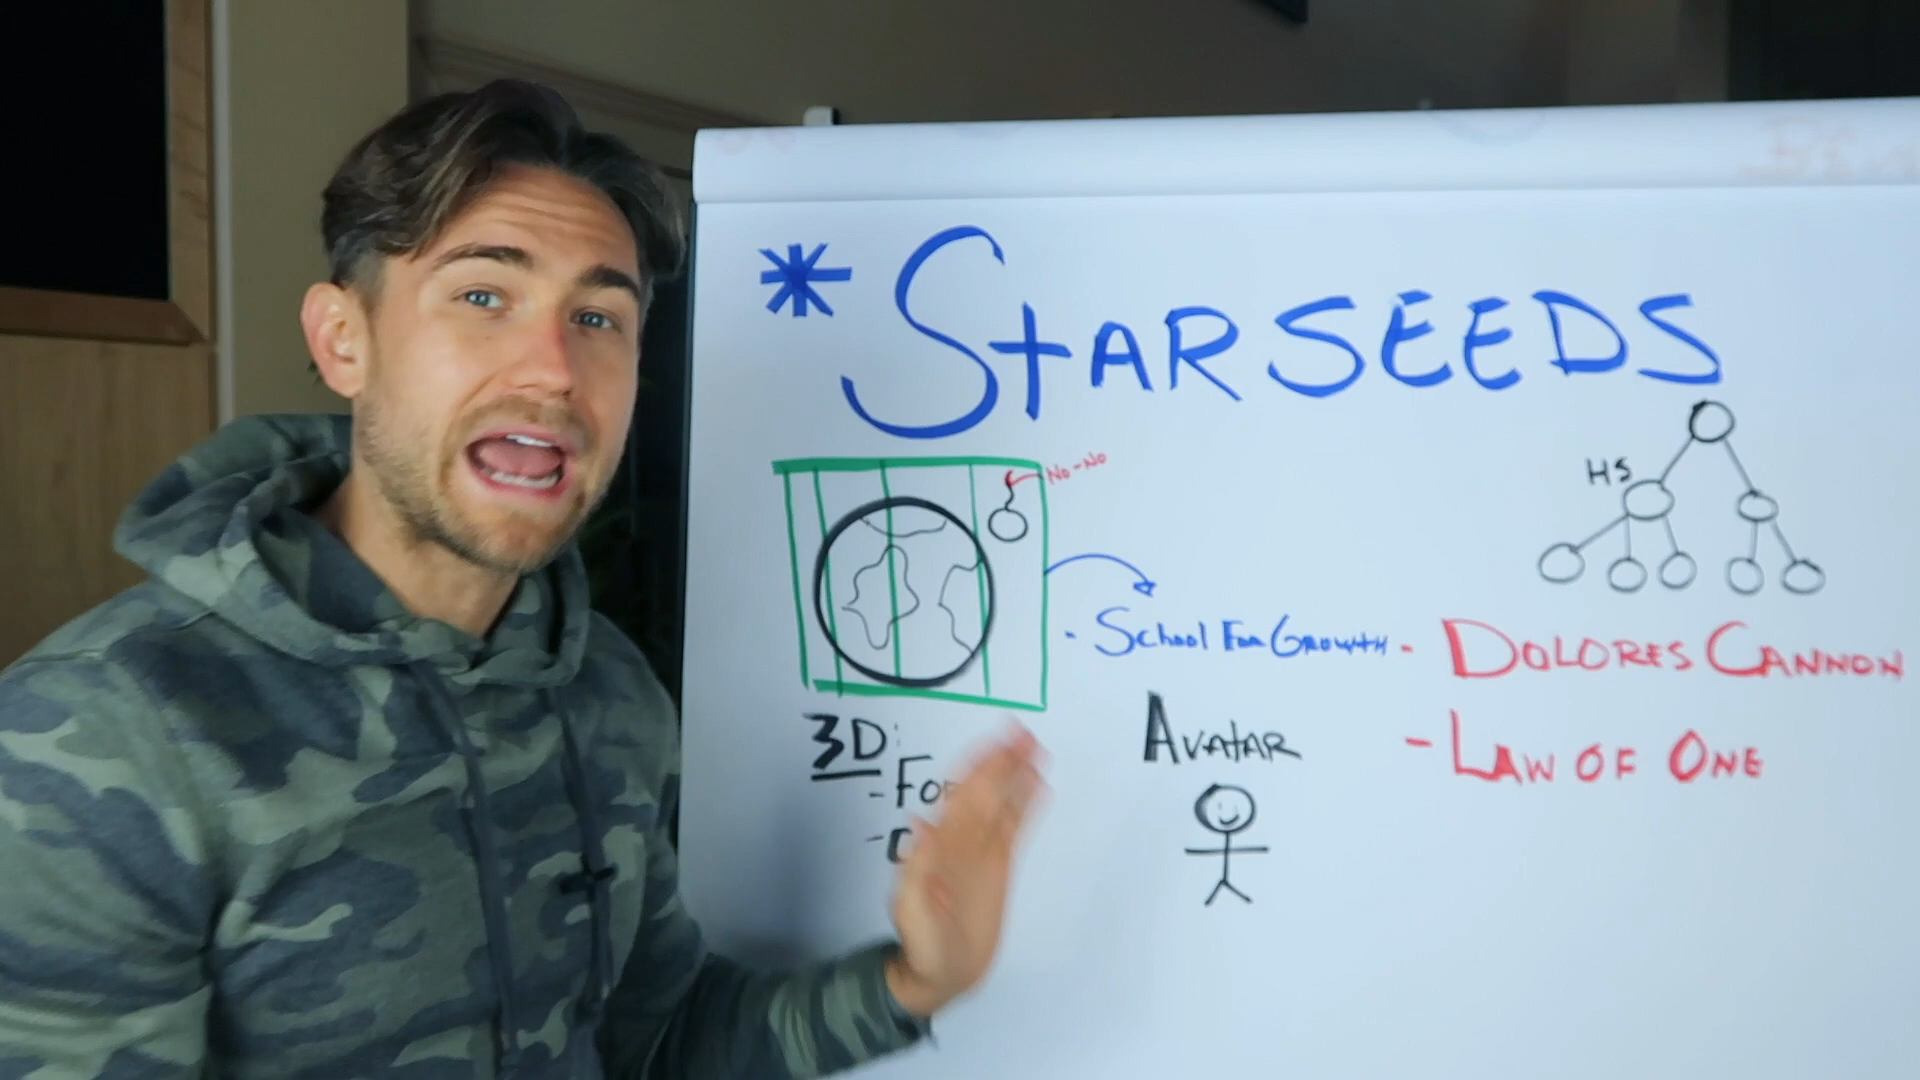 * STARSEEDS
No-No
HS
- School For Growth
- DOLORES CANNON
3D:
AVATAR
- LAW OF ONE